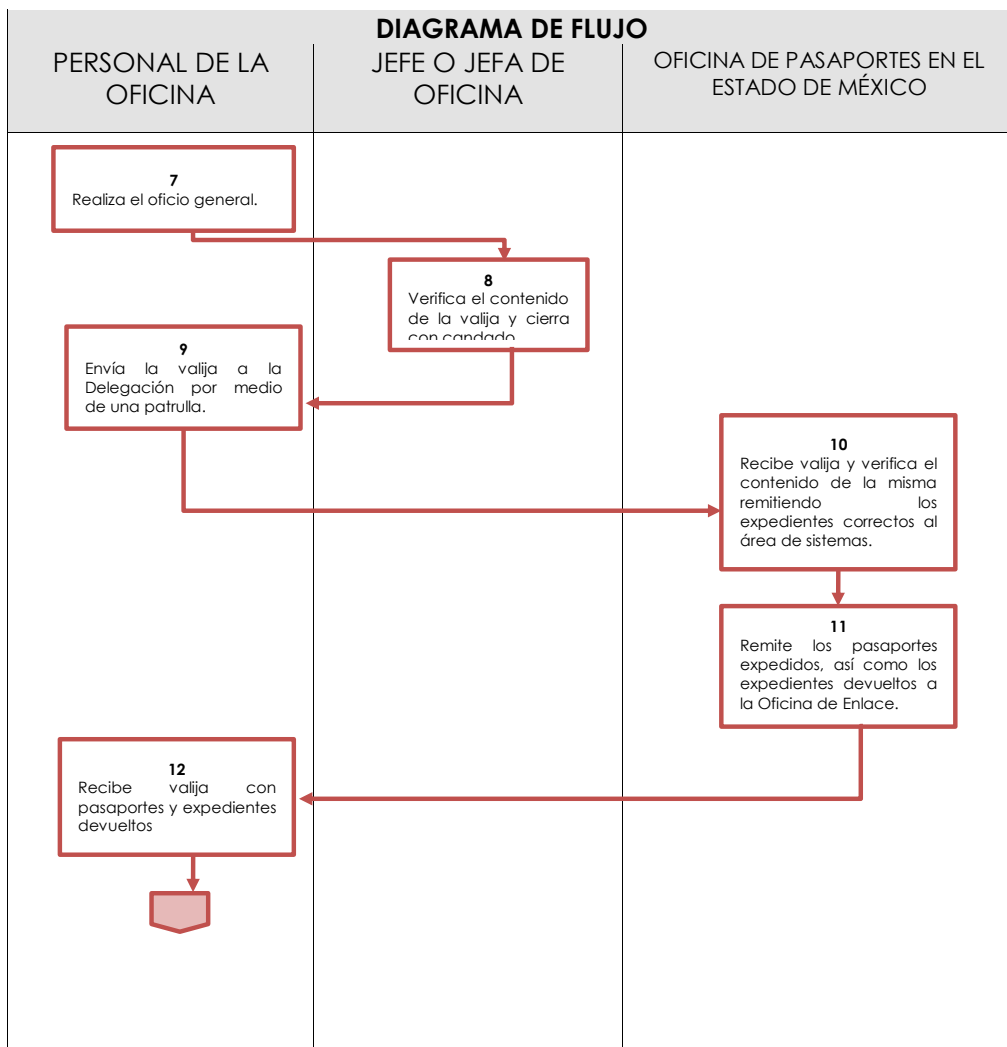 DIAGRAMA DE FLUJO
PERSONAL DE LA
OFICINA
JEFE O JEFA DE
OFICINA
OFICINA DE PASAPORTES EN EL
ESTADO DE MÉXICO
7
Realiza el oficio general.
8
Verifica el contenido
de la valija y cierra
con candado
9
Envía la valija a la
Delegación por medio
de una patrulla.
10
Recibe valija y verifica el
contenido de la misma
remitiendo los
expedientes correctos al
área de sistemas.
11
Remite los pasaportes
expedidos, así como los
expedientes devueltos a
la Oficina de Enlace.
12
Recibe valija con
pasaportes y expedientes
devueltos